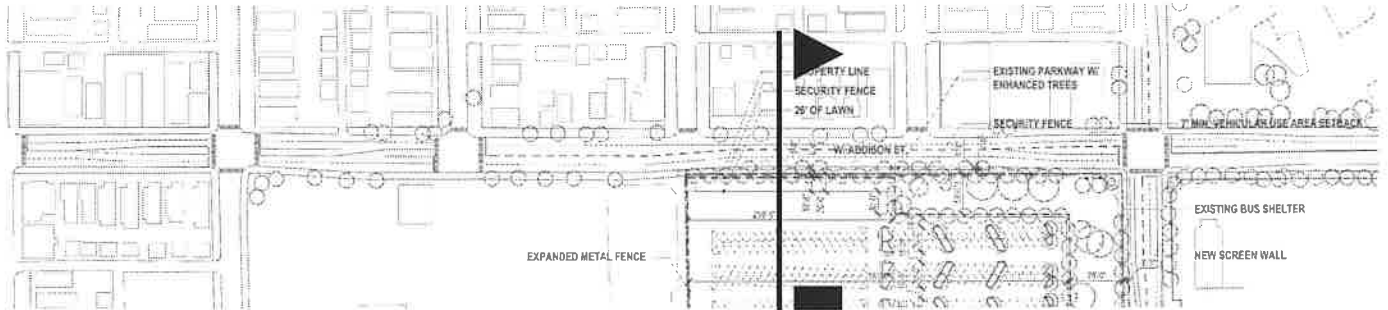 PROPERTY LINE
SECURITY FENCE
26' OF LAWN
EXISTING PARKWAY W/
ENHANCED TREES
SECURITY FENCE
7' MIN. VEHICULAR USE AREA SETBACK
W. ADDISON ST.
EXPANDED METAL FENCE
EXISTING BUS SHELTER
NEW SCREEN WALL